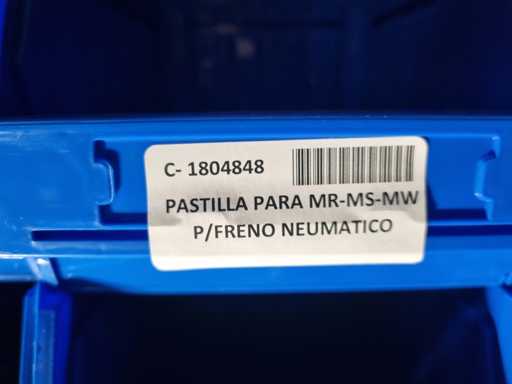 C- 1804848
PASTILLA PARA MR-MS-MW
P/FRENO NEUMATICO